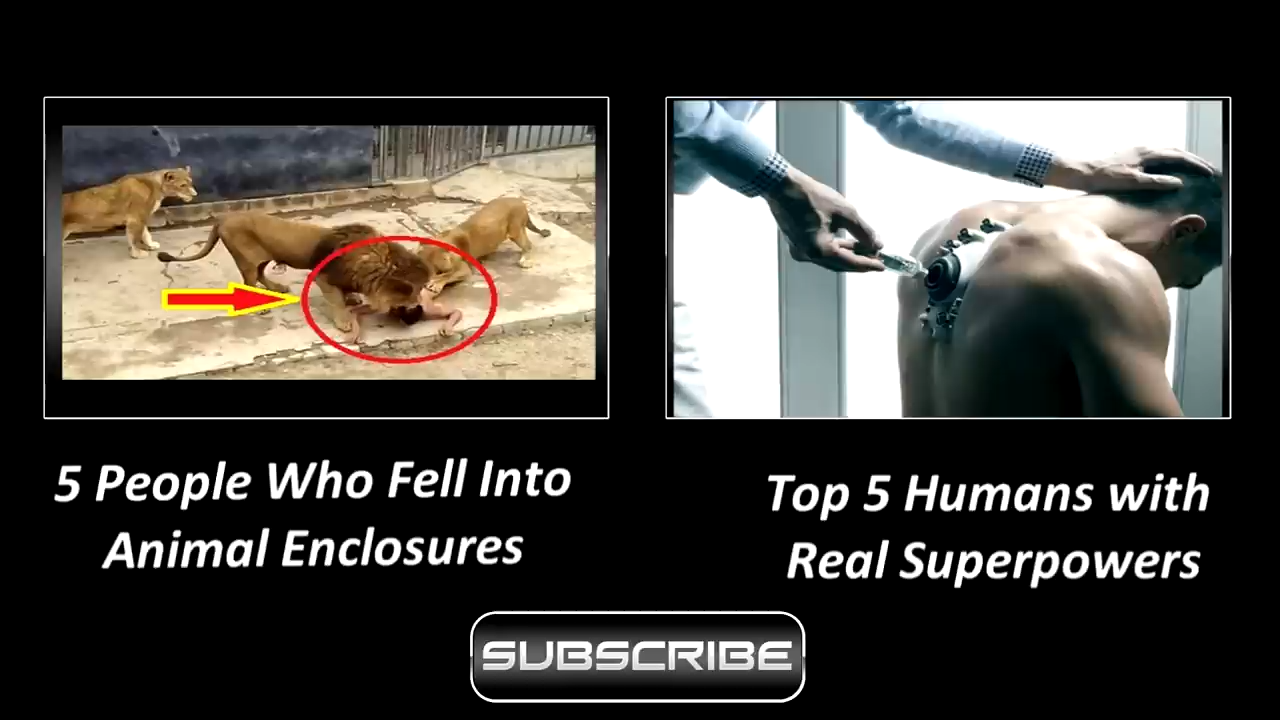 5 People Who Fell Into
Animal Enclosures
Top 5 Humans with
Real Superpowers
SUBSCRIBE